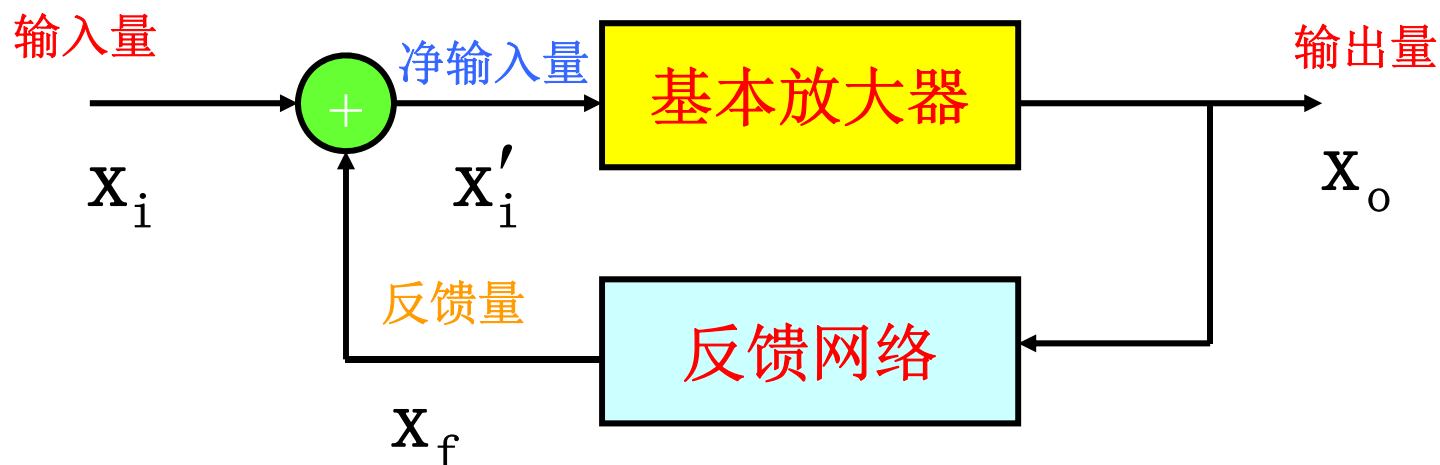 输入量
净输入量
基本放大器
输出量
+
x_i
x'_i
x_o
反馈量
反馈网络
x_f